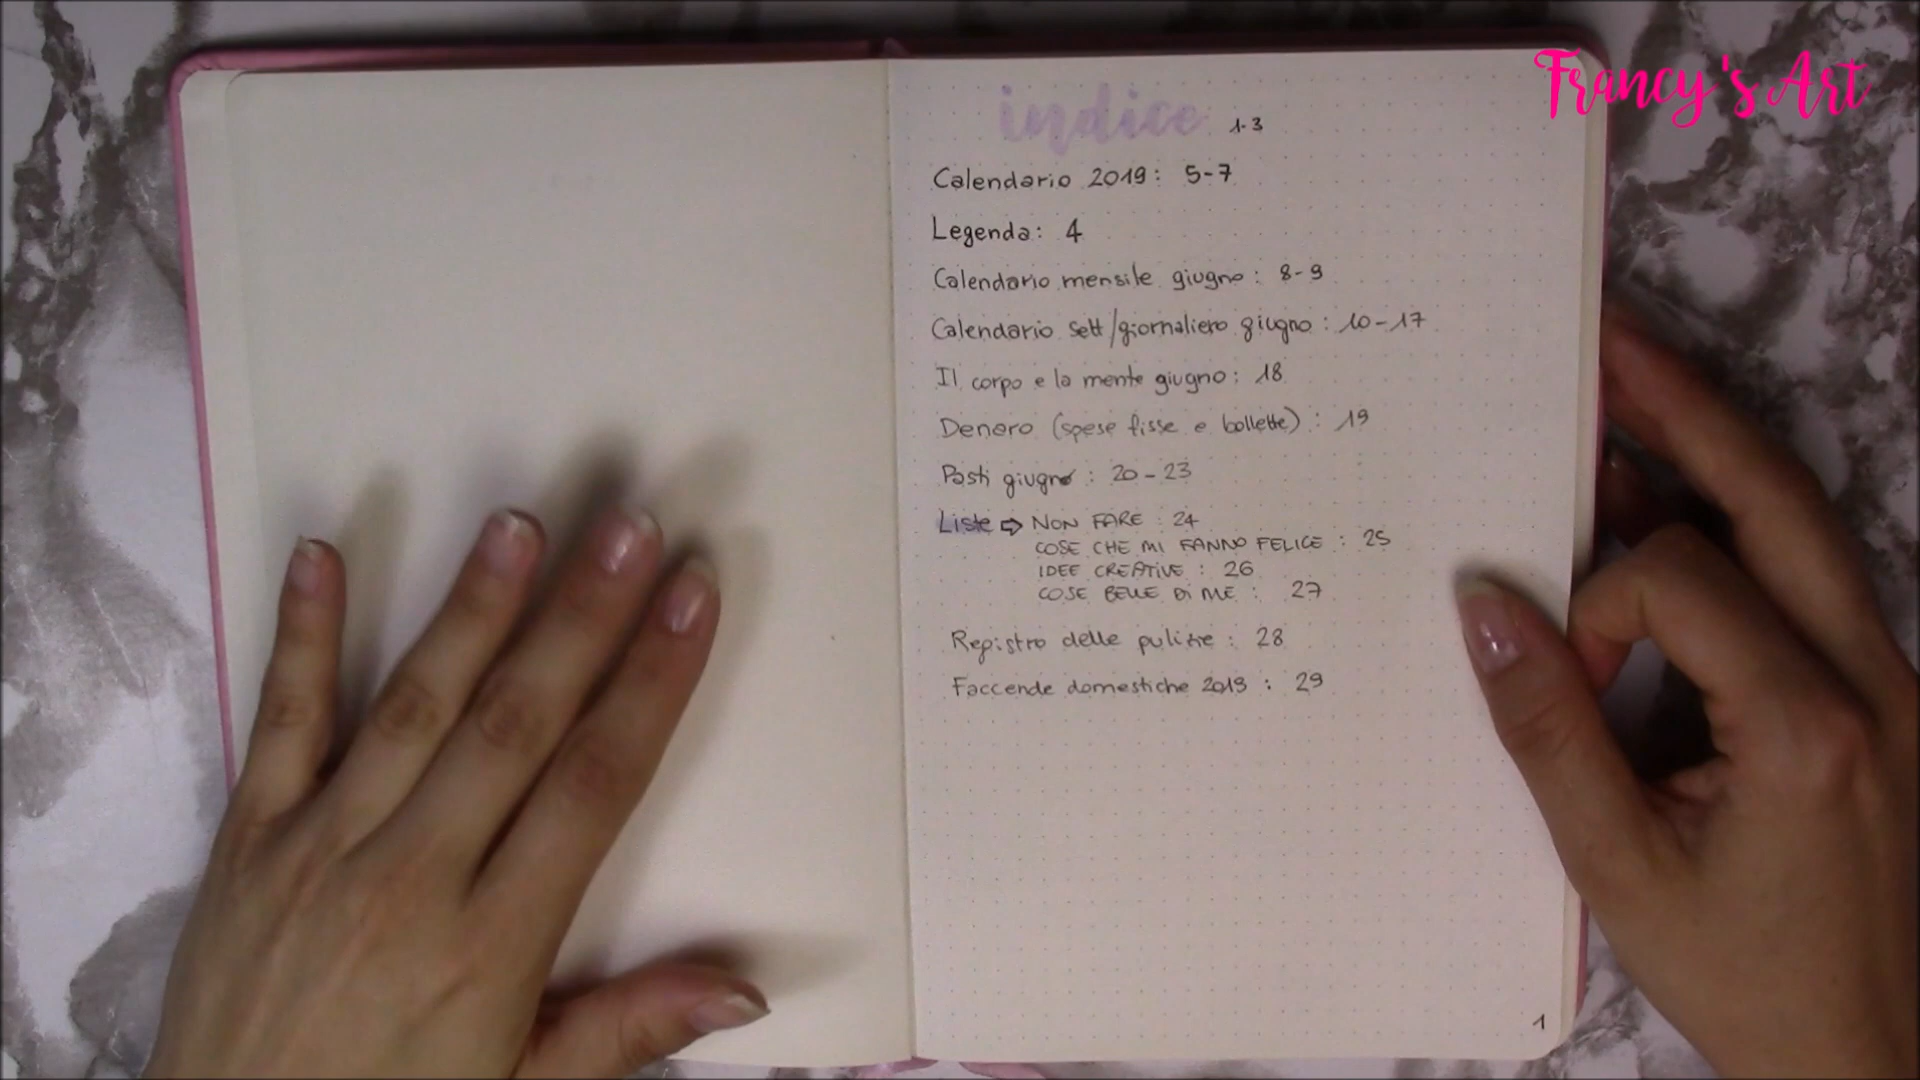 Francy's Art
indice 1-3
Calendario 2019: 5-7
Legenda: 4
Calendario mensile giugno: 8-9
Calendario sett/giornaliero giugno: 10-17
Il corpo e la mente giugno: 18
Denaro (spese fisse e bollette): 19
Pasti giugno: 20-23
Liste ⇨ NON FARE: 24
COSE CHE MI FANNO FELICE: 25
IDEE CREATIVE: 26
COSE BELLE DI ME: 27
Registro delle pulizie: 28
Faccende domestiche 2019: 29
1